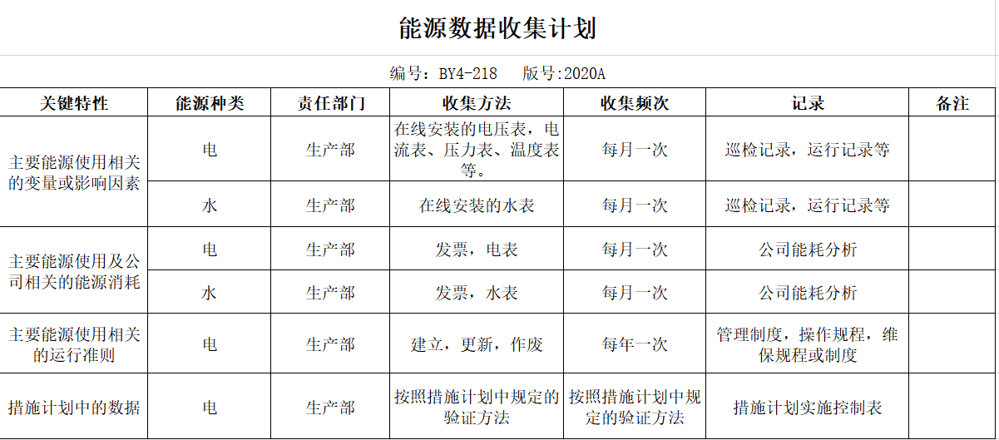 能源数据收集计划
编号：BY4-218 版号:2020A
关键特性 能源种类 责任部门 收集方法 收集频次 记录 备注
主要能源使用相关
的变量或影响因素
电 生产部
在线安装的电压表，电
流表、压力表、温度表
等。
每月一次 巡检记录，运行记录等
水 生产部 在线安装的水表 每月一次 巡检记录，运行记录等
主要能源使用及公
司相关的能源消耗
电 生产部 发票，电表 每月一次 公司能耗分析
水 生产部 发票，水表 每月一次 公司能耗分析
主要能源使用相关
的运行准则
电 生产部 建立，更新，作废 每年一次
管理制度，操作规程，维
保规程或制度
措施计划中的数据 电 生产部
按照措施计划中规定的
验证方法
按照措施计划中规
定的验证方法
措施计划实施控制表